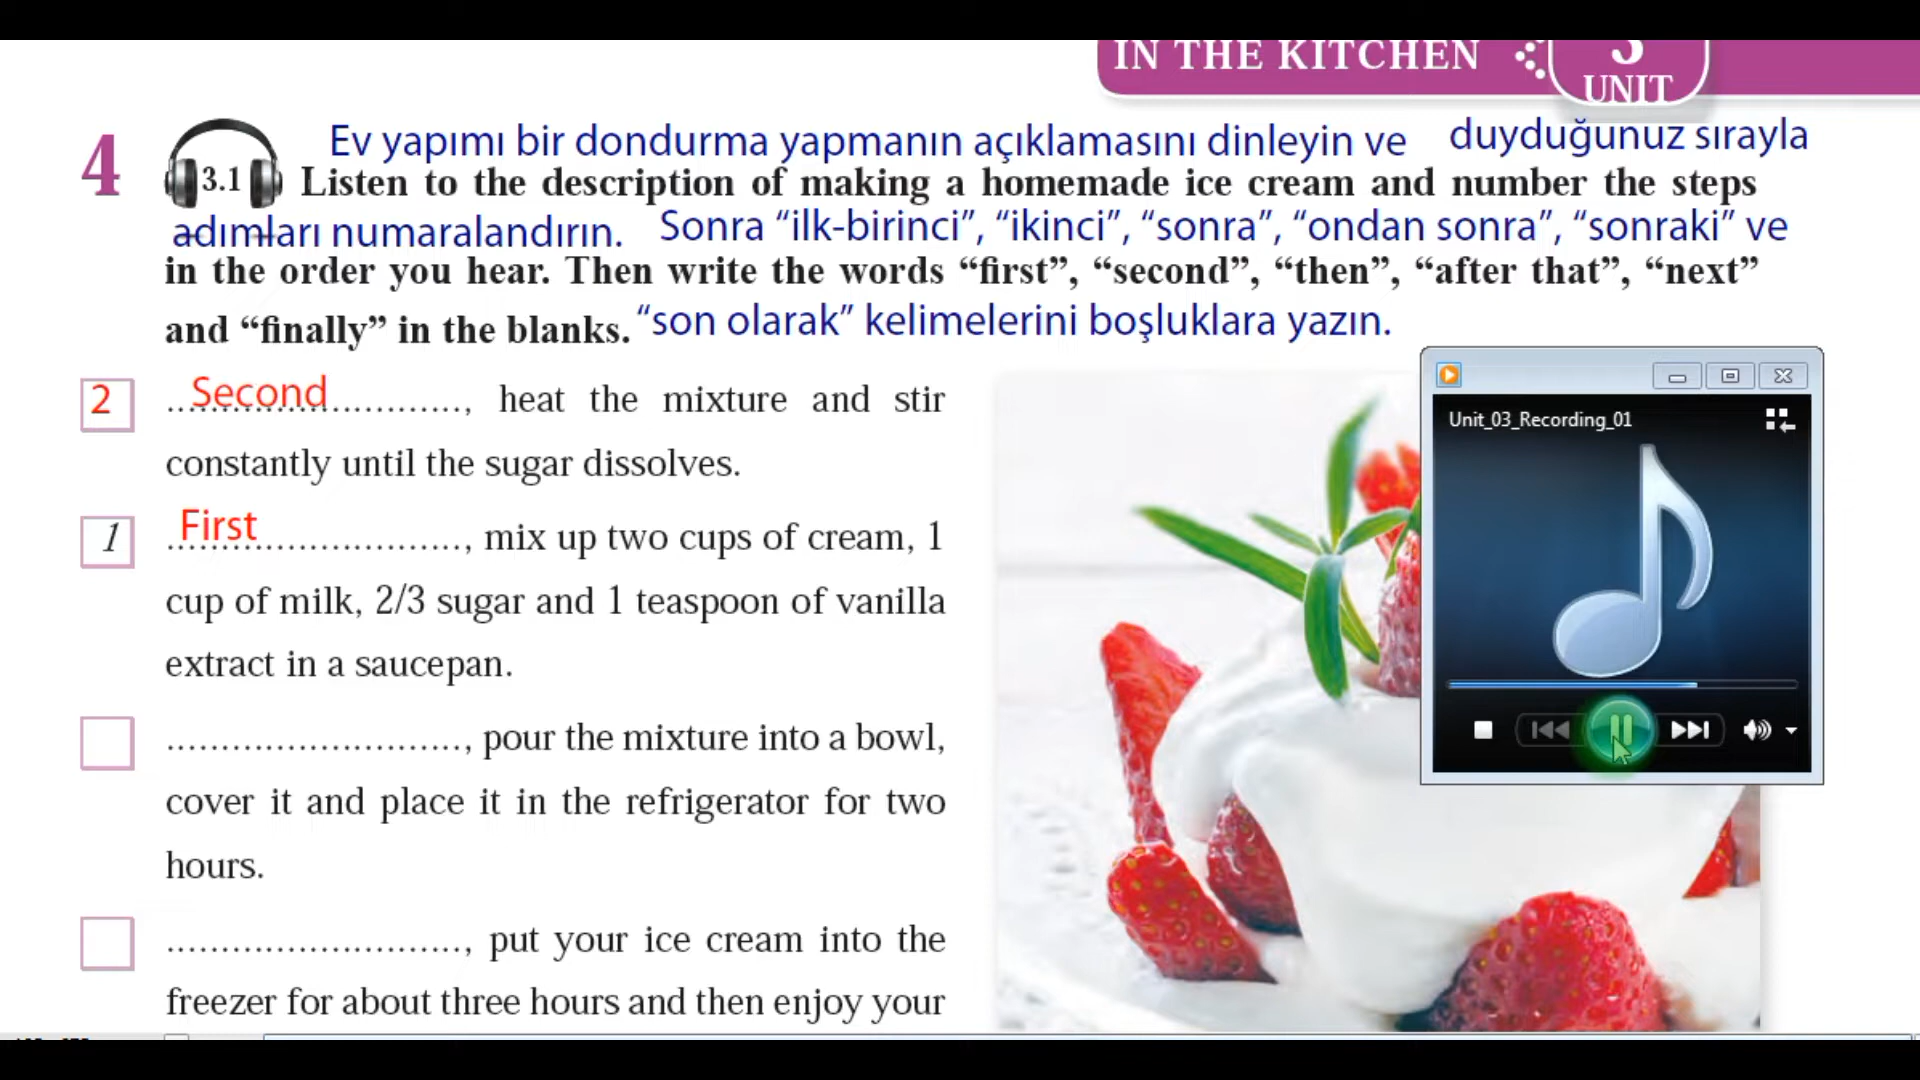 IN THE KITCHEN
3
UNIT
Ev yapımı bir dondurma yapmanın açıklamasını dinleyin ve duyduğunuz sırayla
4 3.1 Listen to the description of making a homemade ice cream and number the steps
adımları numaralandırın. Sonra “ilk-birinci”, “ikinci”, “sonra”, “ondan sonra”, “sonraki” ve
in the order you hear. Then write the words “first”, “second”, “then”, “after that”, “next”
and “finally” in the blanks. “son olarak” kelimelerini boşluklara yazın.
2 Second.........................., heat the mixture and stir
constantly until the sugar dissolves.
1 First.........................., mix up two cups of cream, 1
cup of milk, 2/3 sugar and 1 teaspoon of vanilla
extract in a saucepan.
.................................., pour the mixture into a bowl,
cover it and place it in the refrigerator for two
hours.
.................................., put your ice cream into the
freezer for about three hours and then enjoy your
Unit_03_Recording_01